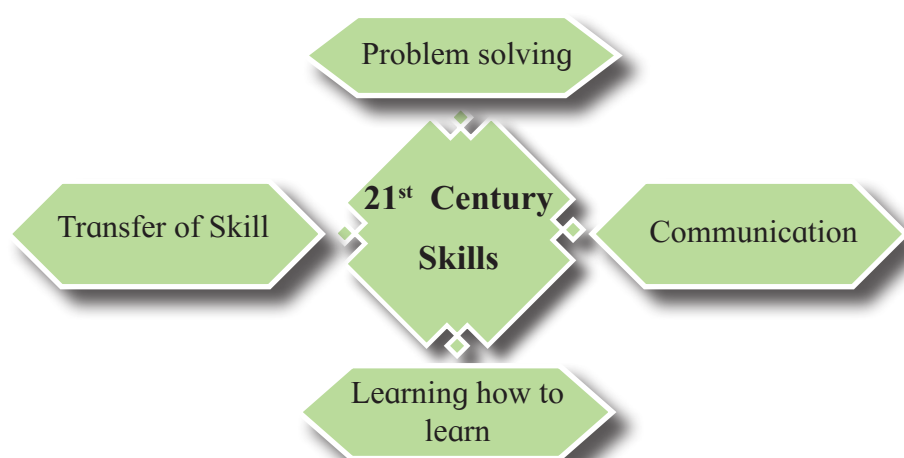 Problem solving
Transfer of Skill
21st Century
Skills
Communication
Learning how to
learn